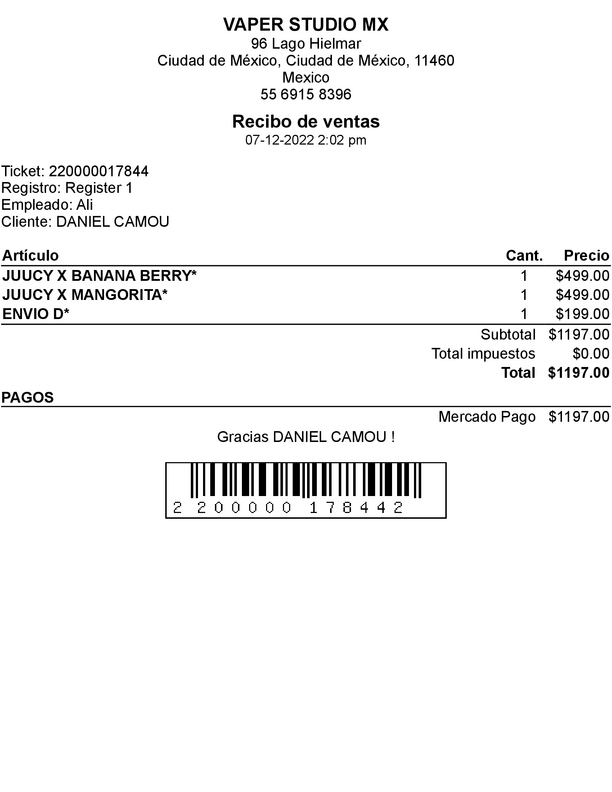 VAPER STUDIO MX
96 Lago Hielmar
Ciudad de México, Ciudad de México, 11460
Mexico
55 6915 8396
Recibo de ventas
07-12-2022 2:02 pm
Ticket: 220000017844
Registro: Register 1
Empleado: Ali
Cliente: DANIEL CAMOU
Artículo Cant. Precio
JUUCY X BANANA BERRY* 1 $499.00
JUUCY X MANGORITA* 1 $499.00
ENVIO D* 1 $199.00
Subtotal $1197.00
Total impuestos $0.00
Total $1197.00
PAGOS
Mercado Pago $1197.00
Gracias DANIEL CAMOU !
2 200000 178442